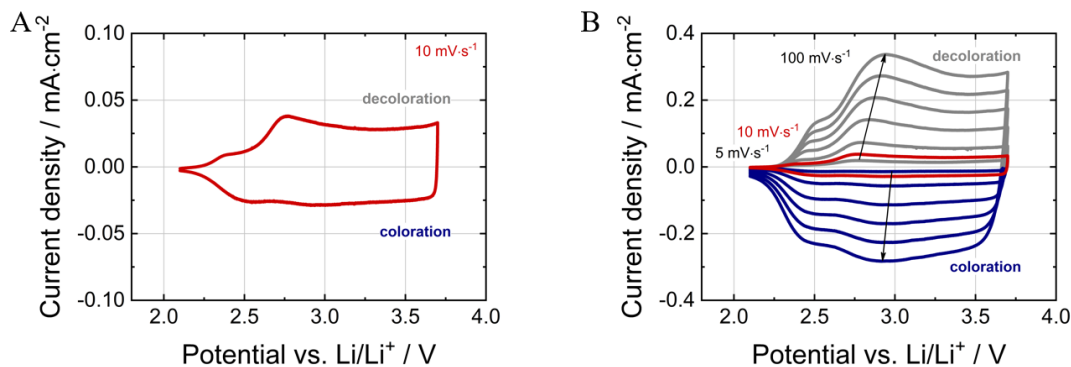 A
10 mV·s⁻¹
decoloration
coloration
0.10
0.05
0.00
-0.05
-0.10
2.0 2.5 3.0 3.5 4.0
Current density / mA·cm⁻²
Potential vs. Li/Li⁺ / V
B
100 mV·s⁻¹
decoloration
10 mV·s⁻¹
5 mV·s⁻¹
coloration
0.4
0.2
0.0
-0.2
-0.4
2.0 2.5 3.0 3.5 4.0
Current density / mA·cm⁻²
Potential vs. Li/Li⁺ / V